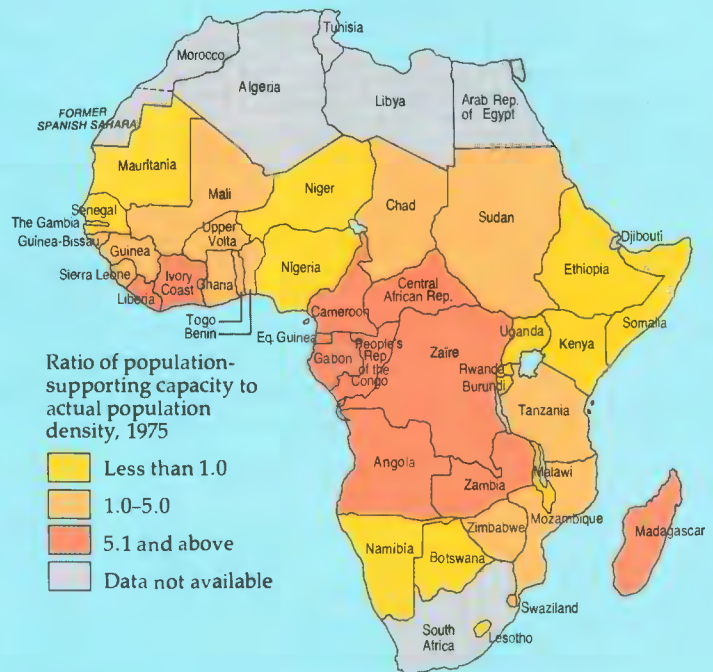 Tunisia
Morocco
Algeria
Libya
Arab Rep.
of Egypt
FORMER
SPANISH SAHARA
Mauritania
Mali
Niger
Chad
Sudan
Senegal
The Gambia
Guinea-Bissau
Guinea
Upper
Volta
Djibouti
Nigeria
Ethiopia
Sierra Leone
Ivory
Coast
Ghana
Liberia
Central
African Rep.
Cameroon
Togo
Benin
Somalia
Eq. Guinea
People's
Rep
of the
Congo
Gabon
Zaïre
Uganda
Kenya
Rwanda
Burundi
Tanzania
Ratio of population-
supporting capacity to
actual population
density, 1975
Less than 1.0
1.0–5.0
5.1 and above
Data not available
Angola
Zambia
Malawi
Mozambique
Zimbabwe
Madagascar
Namibia
Botswana
Swaziland
South
Africa
Lesotho